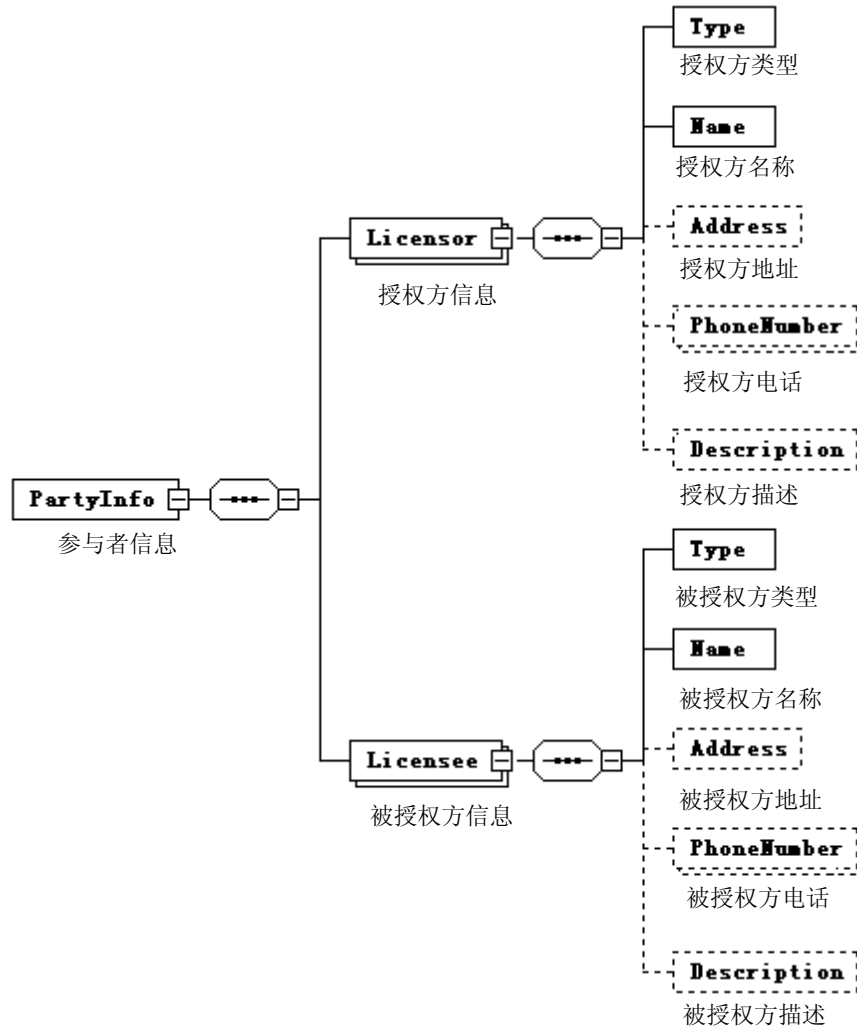 Type
授权方类型
Name
授权方名称
Licensor
授权方信息
Address
授权方地址
PhoneNumber
授权方电话
Description
授权方描述
PartyInfo
参与者信息
Type
被授权方类型
Name
被授权方名称
Licensee
被授权方信息
Address
被授权方地址
PhoneNumber
被授权方电话
Description
被授权方描述